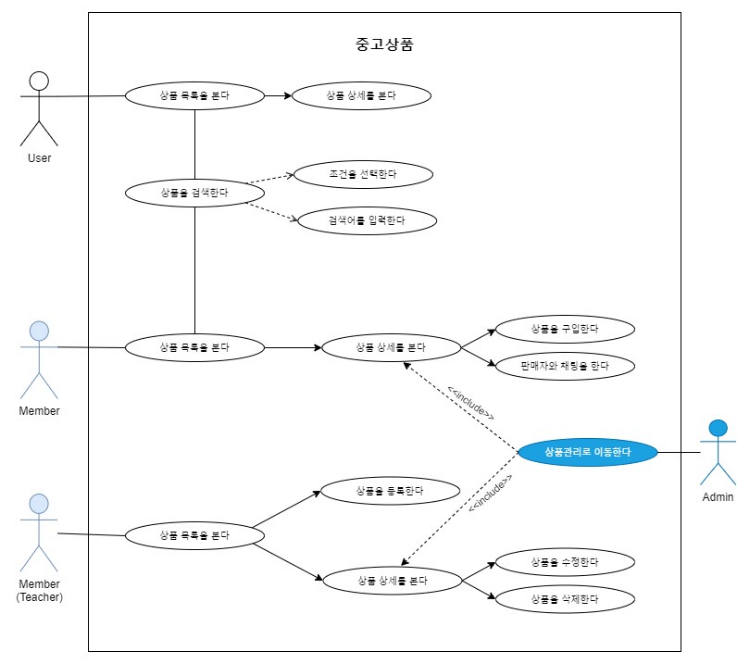 중고상품
상품 목록을 본다
상품 상세를 본다
User
조건을 선택한다
상품을 검색한다
검색어를 입력한다
상품을 구입한다
상품 목록을 본다
상품 상세를 본다
판매자와 채팅을 한다
Member
<<include>>
상품관리로 이동한다
Admin
<<include>>
상품을 등록한다
상품 목록을 본다
상품 상세를 본다
상품을 수정한다
상품을 삭제한다
Member
(Teacher)